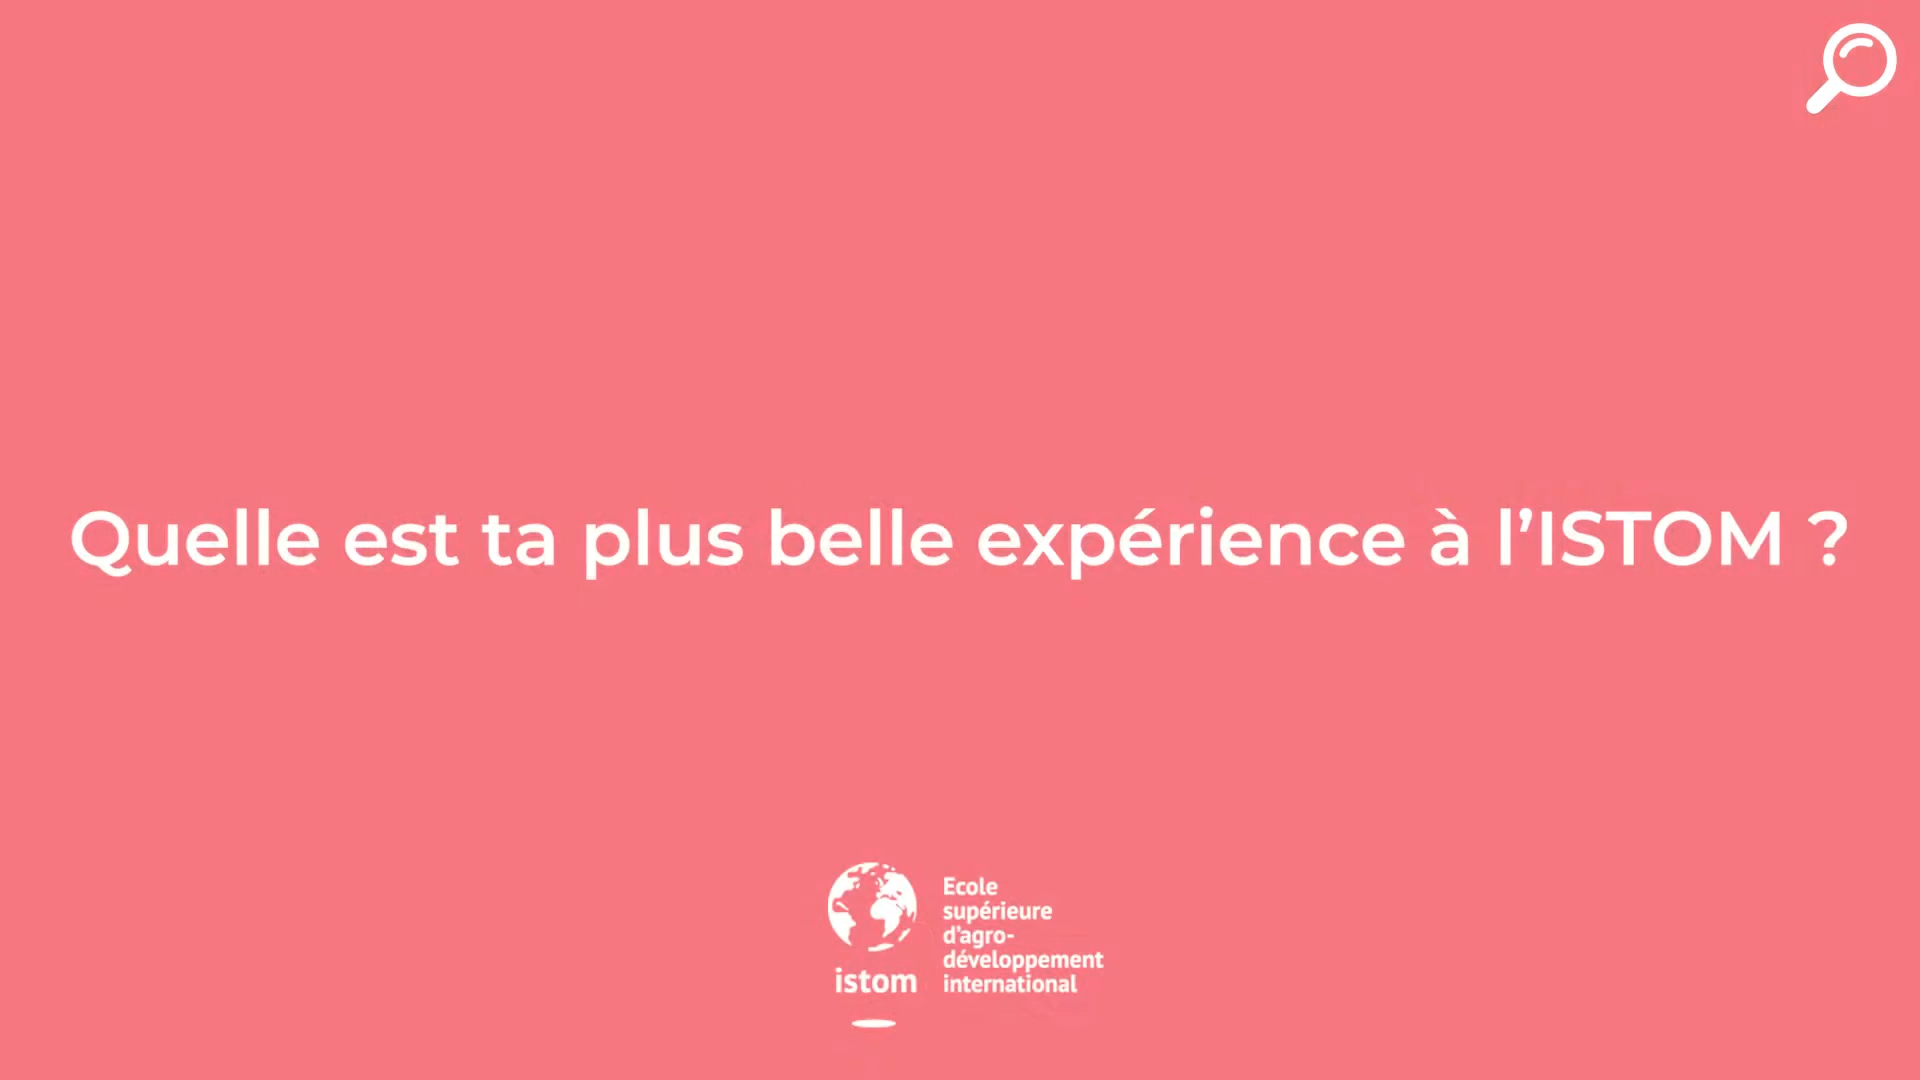 Quelle est ta plus belle expérience à l’ISTOM ?
istom
Ecole
supérieure
d’agro-
développement
international